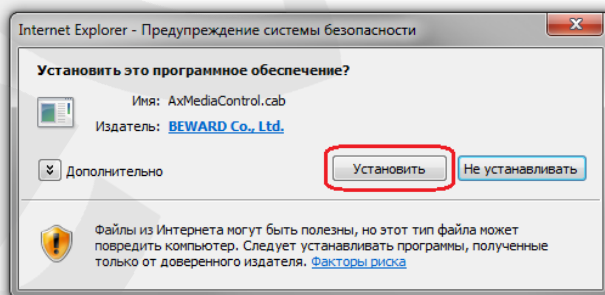 Internet Explorer - Предупреждение системы безопасности
Установить это программное обеспечение?
Имя: AxMediaControl.cab
Издатель: BEWARD Co., Ltd.
Дополнительно Установить Не устанавливать
Файлы из Интернета могут быть полезны, но этот тип файла может
повредить компьютер. Следует устанавливать программы, полученные
только от доверенного издателя. Факторы риска